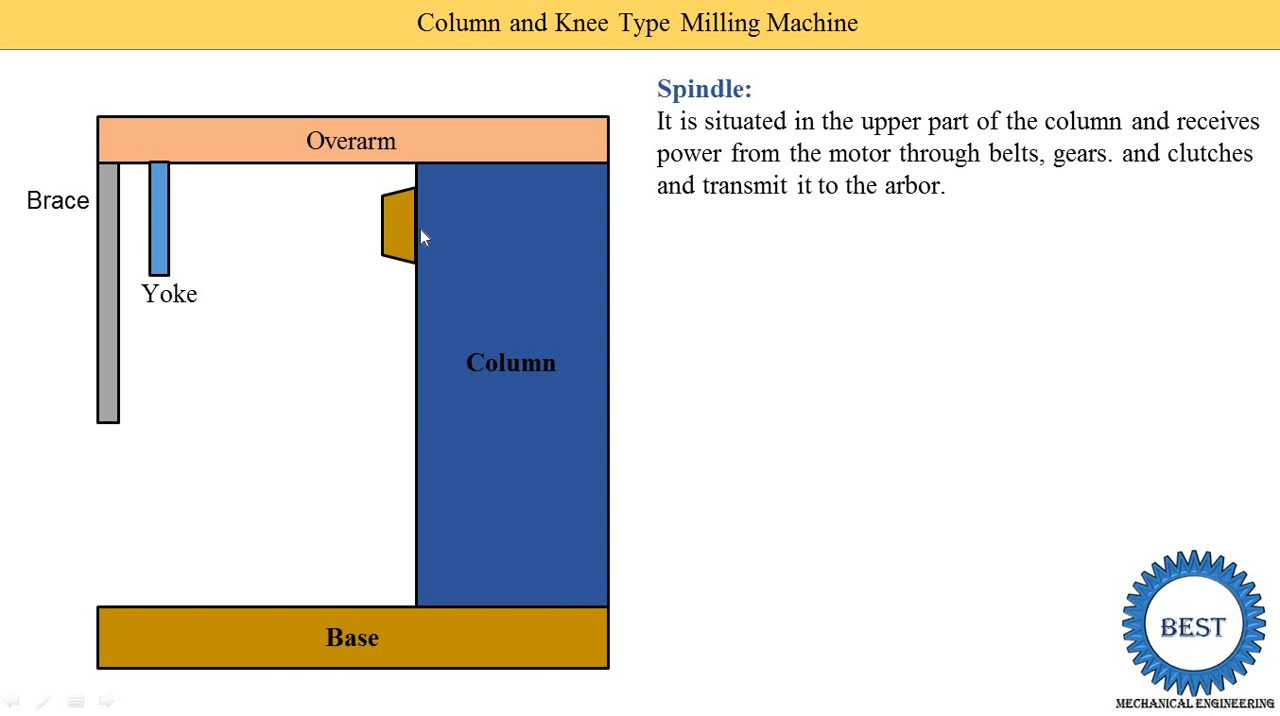 Column and Knee Type Milling Machine
Spindle:
It is situated in the upper part of the column and receives
power from the motor through belts, gears. and clutches
and transmit it to the arbor.
Overarm
Brace
Yoke
Column
Base
BEST
MECHANICAL ENGINEERING